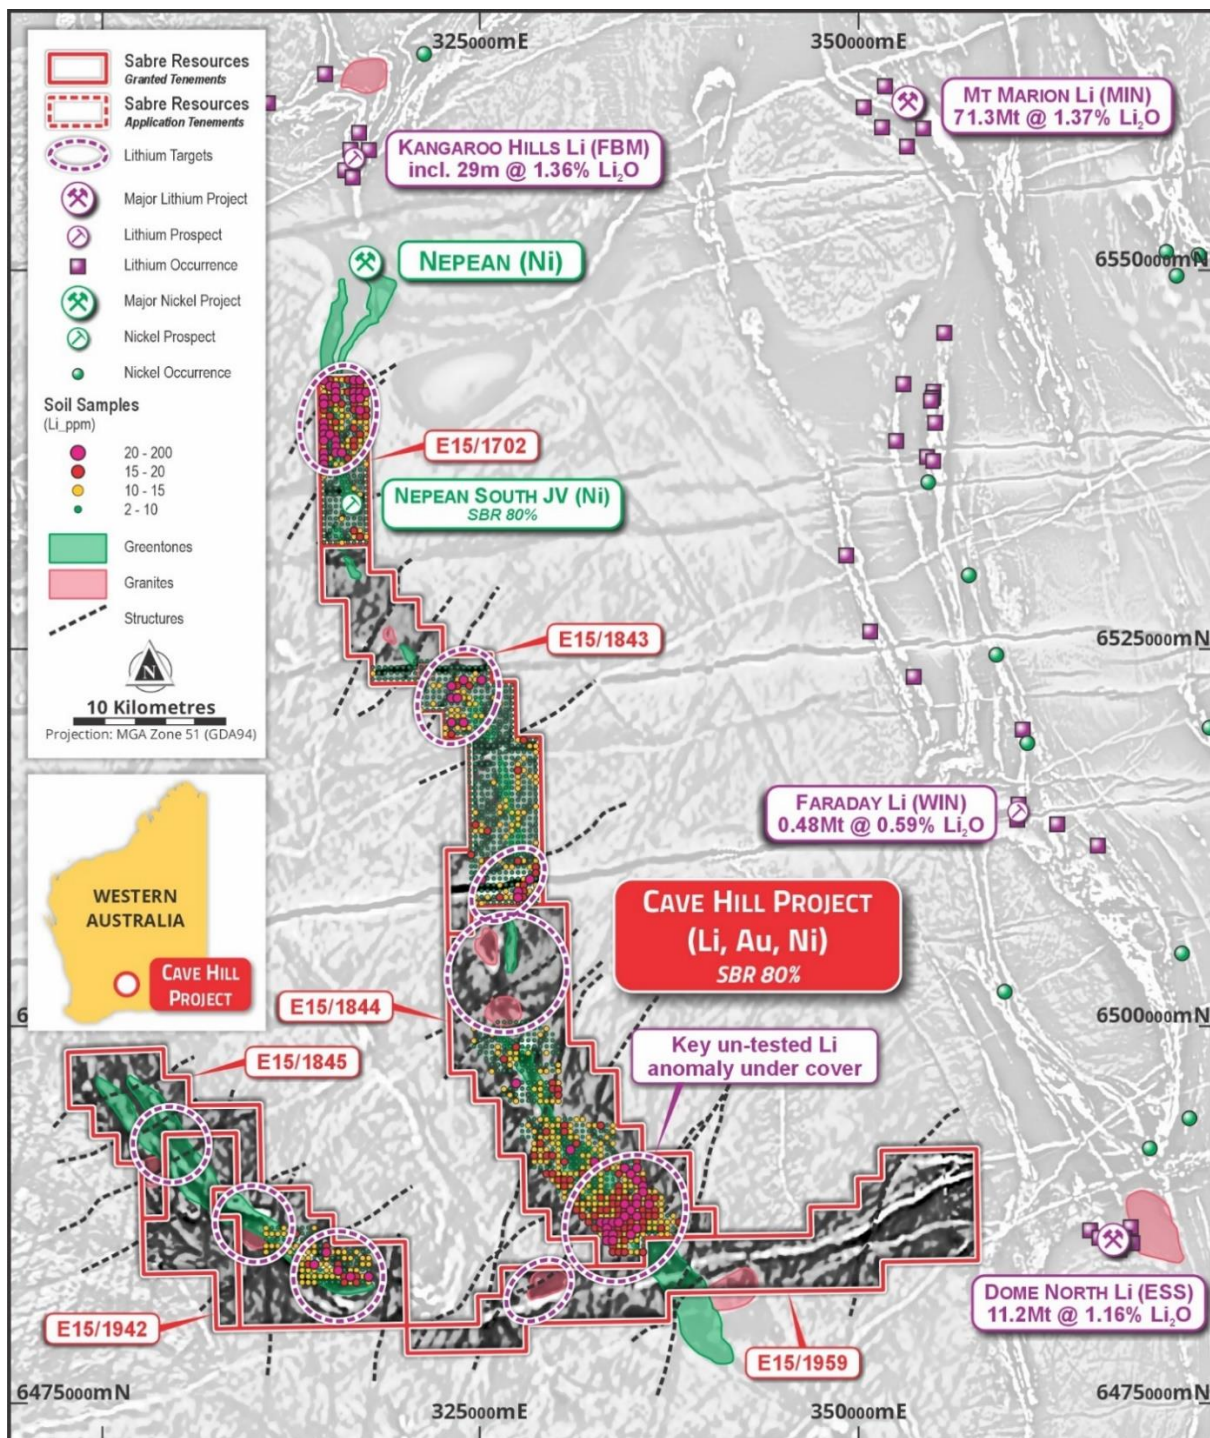 325000mE
350000mE
Sabre Resources
Granted Tenements
Sabre Resources
Application Tenements
Lithium Targets
Major Lithium Project
Lithium Prospect
Lithium Occurrence
Major Nickel Project
Nickel Prospect
Nickel Occurrence
Soil Samples
(Li_ppm)
20 - 200
15 - 20
10 - 15
2 - 10
Greentones
Granites
Structures
N
10 Kilometres
Projection: MGA Zone 51 (GDA94)
MT MARION Li (MIN)
71.3Mt @ 1.37% Li₂O
KANGAROO HILLS Li (FBM)
incl. 29m @ 1.36% Li₂O
NEPEAN (Ni)
6550000mN
E15/1702
NEPEAN SOUTH JV (Ni)
SBR 80%
E15/1843
6525000mN
FARADAY Li (WIN)
0.48Mt @ 0.59% Li₂O
WESTERN
AUSTRALIA
CAVE HILL
PROJECT
CAVE HILL PROJECT
(Li, Au, Ni)
SBR 80%
E15/1844
6
6500000mN
Key un-tested Li
anomaly under cover
E15/1845
DOME NORTH Li (ESS)
11.2Mt @ 1.16% Li₂O
E15/1942
E15/1959
6475000mN
6475000mN
325000mE
350000mE